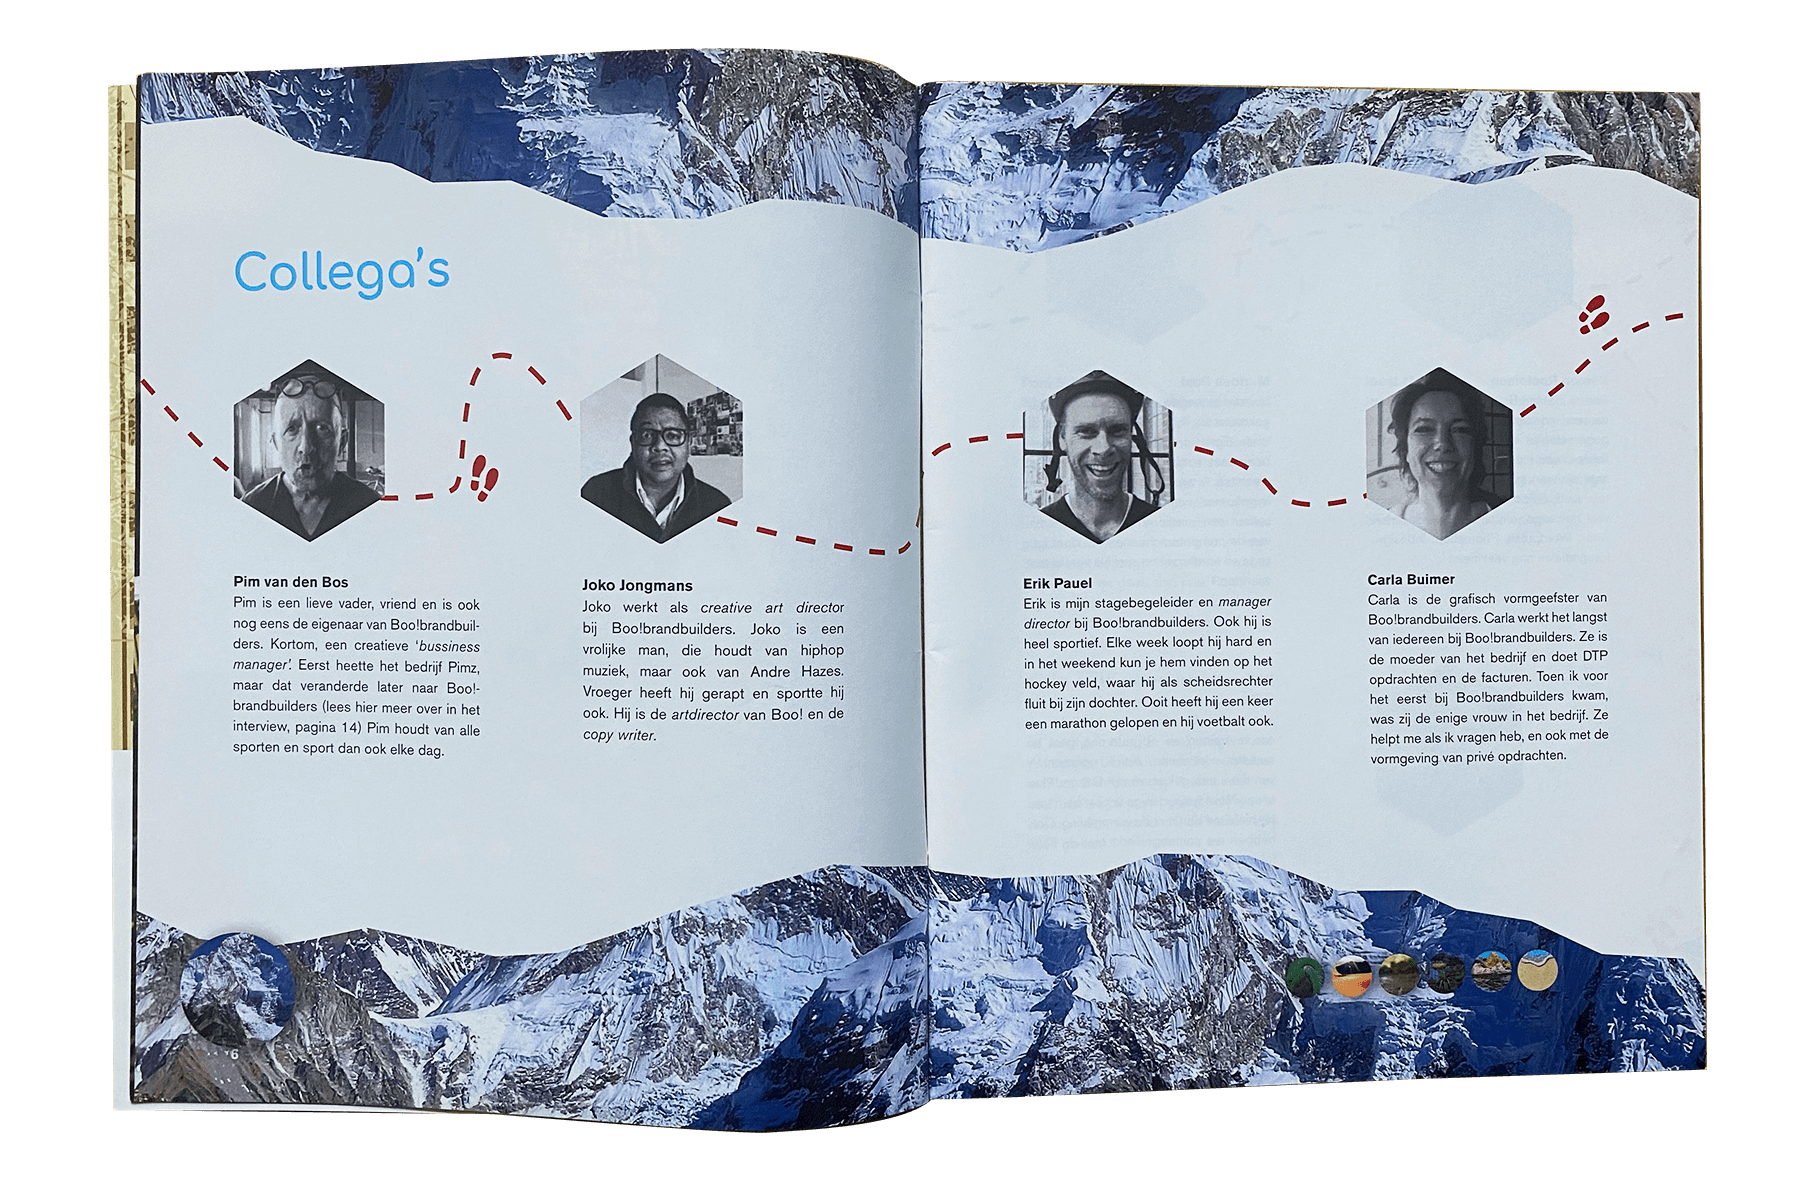 Collega's
Pim van den Bos
Pim is een lieve vader, vriend en is ook
nog eens de eigenaar van Boo!brandbuil-
ders. Kortom, een creatieve ‘bussiness
manager’. Eerst heette het bedrijf Pimz,
maar dat veranderde later naar Boo!-
brandbuilders (lees hier meer over in het
interview, pagina 14) Pim houdt van alle
sporten en sport dan ook elke dag.
Joko Jongmans
Joko werkt als creative art director
bij Boo!brandbuilders. Joko is een
vrolijke man, die houdt van hiphop
muziek, maar ook van Andre Hazes.
Vroeger heeft hij gerapt en sportte hij
ook. Hij is de artdirector van Boo! en de
copy writer.
Erik Pauel
Erik is mijn stagebegeleider en manager
director bij Boo!brandbuilders. Ook hij is
heel sportief. Elke week loopt hij hard en
in het weekend kun je hem vinden op het
hockey veld, waar hij als scheidsrechter
fluit bij zijn dochter. Ooit heeft hij een keer
een marathon gelopen en hij voetbalt ook.
Carla Buimer
Carla is de grafisch vormgeefster van
Boo!brandbuilders. Carla werkt het langst
van iedereen bij Boo!brandbuilders. Ze is
de moeder van het bedrijf en doet DTP
opdrachten en de facturen. Toen ik voor
het eerst bij Boo!brandbuilders kwam,
was zij de enige vrouw in het bedrijf. Ze
helpt me als ik vragen heb, en ook met de
vormgeving van privé opdrachten.
6